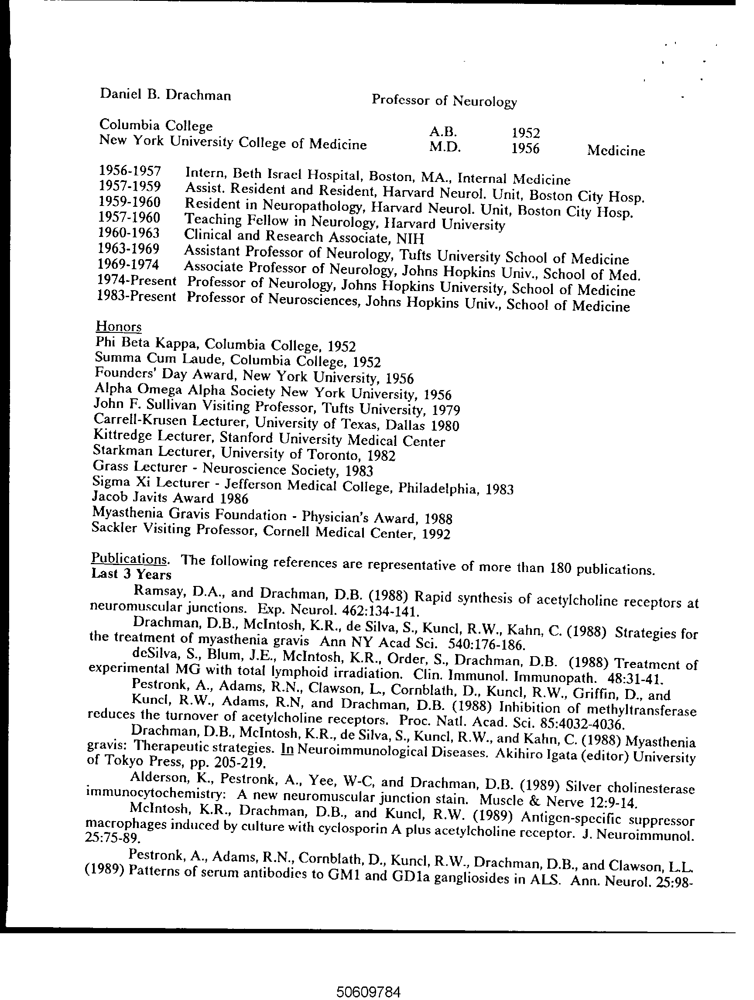 Daniel B. Drachman Professor of Neurology
Columbia College A.B. 1952
New York University College of Medicine M.D. 1956 Medicine
1956-1957 Intern, Beth Israel Hospital, Boston, MA., Internal Medicine
1957-1959 Assist. Resident and Resident, Harvard Neurol. Unit, Boston City Hosp.
1959-1960 Resident in Neuropathology, Harvard Neurol. Unit, Boston City Hosp.
1957-1960 Teaching Fellow in Neurology, Harvard University
1960-1963 Clinical and Research Associate, NIH
1963-1969 Assistant Professor of Neurology, Tufts University School of Medicine
1969-1974 Associate Professor of Neurology, Johns Hopkins Univ., School of Med.
1974-Present Professor of Neurology, Johns Hopkins University, School of Medicine
1983-Present Professor of Neurosciences, Johns Hopkins Univ., School of Medicine
Honors
Phi Beta Kappa, Columbia College, 1952
Summa Cum Laude, Columbia College, 1952
Founders' Day Award, New York University, 1956
Alpha Omega Alpha Society New York University, 1956
John F. Sullivan Visiting Professor, Tufts University, 1979
Carrell-Krusen Lecturer, University of Texas, Dallas 1980
Kittredge Lecturer, Stanford University Medical Center
Starkman Lecturer, University of Toronto, 1982
Grass Lecturer - Neuroscience Society, 1983
Sigma Xi Lecturer - Jefferson Medical College, Philadelphia, 1983
Jacob Javits Award 1986
Myasthenia Gravis Foundation - Physician's Award, 1988
Sackler Visiting Professor, Cornell Medical Center, 1992
Publications. The following references are representative of more than 180 publications.
Last 3 Years
Ramsay, D.A., and Drachman, D.B. (1988) Rapid synthesis of acetylcholine receptors at
neuromuscular junctions. Exp. Neurol. 462:134-141.
Drachman, D.B., McIntosh, K.R., de Silva, S., Kuncl, R.W., Kahn, C. (1988) Strategies for
the treatment of myasthenia gravis Ann NY Acad Sci. 540:176-186.
deSilva, S., Blum, J.E., McIntosh, K.R., Order, S., Drachman, D.B. (1988) Treatment of
experimental MG with total lymphoid irradiation. Clin. Immunol. Immunopath. 48:31-41.
Pestronk, A., Adams, R.N., Clawson, L., Cornblath, D., Kuncl, R.W., Griffin, D., and
Kuncl, R.W., Adams, R.N, and Drachman, D.B. (1988) Inhibition of methyltransferase
reduces the turnover of acetylcholine receptors. Proc. Natl. Acad. Sci. 85:4032-4036.
Drachman, D.B., McIntosh, K.R., de Silva, S., Kuncl, R.W., and Kahn, C. (1988) Myasthenia
gravis: Therapeutic strategies. In Neuroimmunological Diseases. Akihiro Igata (editor) University
of Tokyo Press, pp. 205-219.
Alderson, K., Pestronk, A., Yee, W-C, and Drachman, D.B. (1989) Silver cholinesterase
immunocytochemistry: A new neuromuscular junction stain. Muscle & Nerve 12:9-14.
McIntosh, K.R., Drachman, D.B., and Kuncl, R.W. (1989) Antigen-specific suppressor
macrophages induced by culture with cyclosporin A plus acetylcholine receptor. J. Neuroimmunol.
25:75-89.
Pestronk, A., Adams, R.N., Cornblath, D., Kuncl, R.W., Drachman, D.B., and Clawson, L.L.
(1989) Patterns of serum antibodies to GM1 and GD1a gangliosides in ALS. Ann. Neurol. 25:98-
50609784